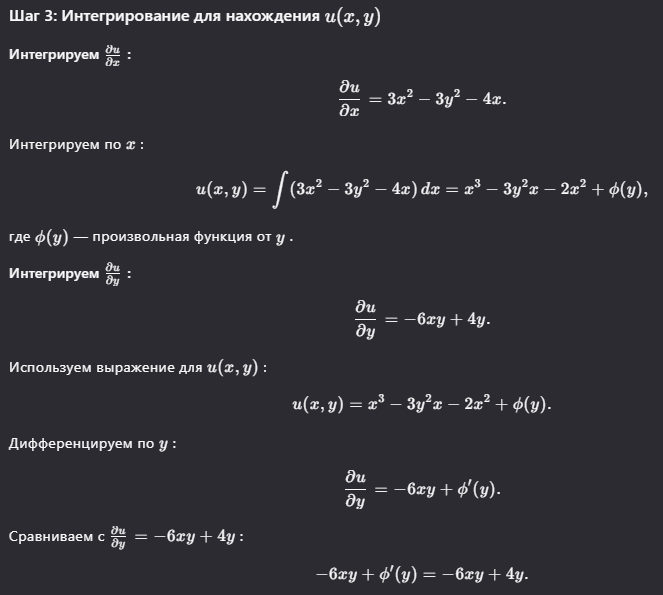 Шаг 3: Интегрирование для нахождения $u(x, y)$
Интегрируем $\frac{\partial u}{\partial x}$ :
$\frac{\partial u}{\partial x} = 3x^2 - 3y^2 - 4x.$
Интегрируем по $x$ :
$u(x, y) = \int (3x^2 - 3y^2 - 4x)\, dx = x^3 - 3y^2x - 2x^2 + \phi(y),$
где $\phi(y)$ — произвольная функция от $y$ .
Интегрируем $\frac{\partial u}{\partial y}$ :
$\frac{\partial u}{\partial y} = -6xy + 4y.$
Используем выражение для $u(x, y)$ :
$u(x, y) = x^3 - 3y^2x - 2x^2 + \phi(y).$
Дифференцируем по $y$ :
$\frac{\partial u}{\partial y} = -6xy + \phi'(y).$
Сравниваем с $\frac{\partial u}{\partial y} = -6xy + 4y$ :
$-6xy + \phi'(y) = -6xy + 4y.$